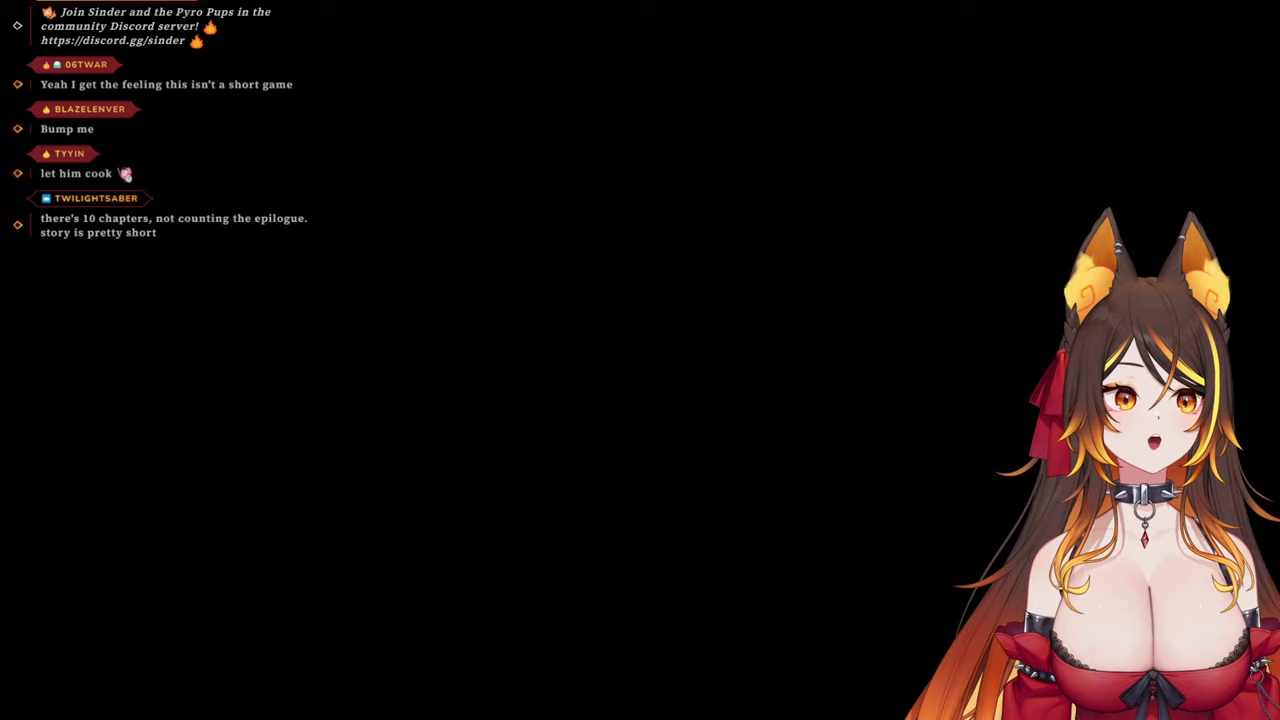 Join Sinder and the Pyro Pups in the
community Discord server!
https://discord.gg/sinder
06TWAR
Yeah I get the feeling this isn't a short game
BLAZELENVER
Bump me
TYYIN
let him cook
TWILIGHTSABER
there's 10 chapters, not counting the epilogue.
story is pretty short